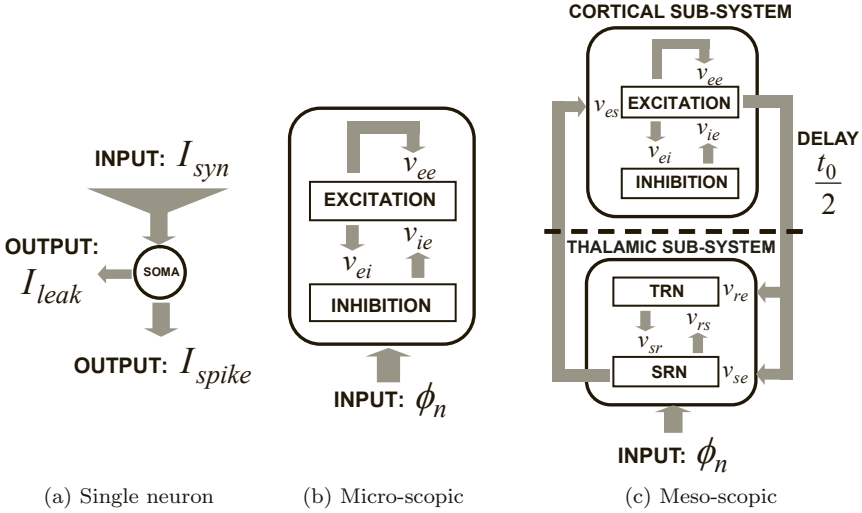 INPUT: I_syn
OUTPUT:
I_leak
SOMA
OUTPUT: I_spike
(a) Single neuron
v_ee
EXCITATION
v_ie
v_ei
INHIBITION
INPUT: ϕ_n
(b) Micro-scopic
CORTICAL SUB-SYSTEM
v_ee
v_es
EXCITATION
v_ie
v_ei
INHIBITION
DELAY
t_0
2
THALAMIC SUB-SYSTEM
TRN
v_re
v_rs
v_sr
SRN
v_se
INPUT: ϕ_n
(c) Meso-scopic